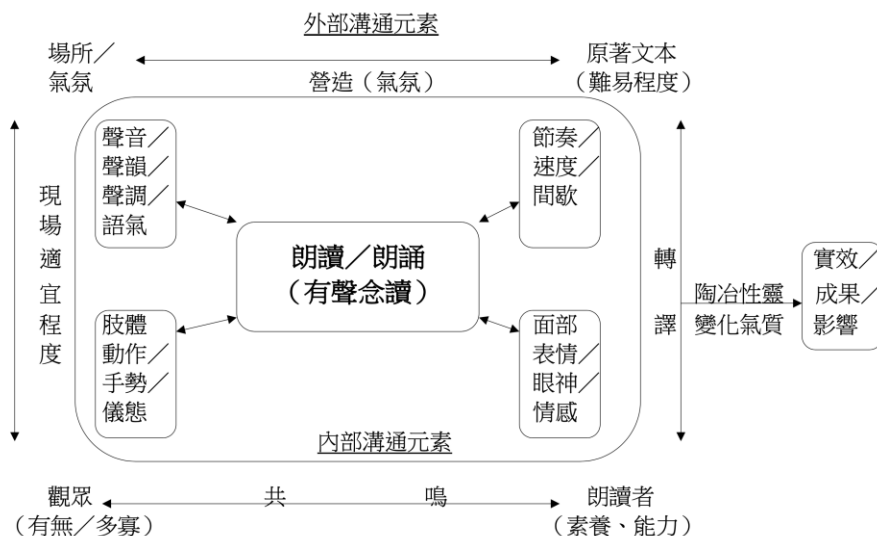 外部溝通元素
場所／
氣氛
原著文本
（難易程度）
營造（氣氛）
聲音／
聲韻／
聲調／
語氣
節奏／
速度／
間歇
現場適宜程度
朗讀／朗誦
（有聲念讀）
轉譯
陶冶性靈
變化氣質
實效／
成果／
影響
肢體
動作／
手勢／
儀態
面部
表情／
眼神／
情感
內部溝通元素
觀眾
（有無／多寡）
共鳴
朗讀者
（素養、能力）